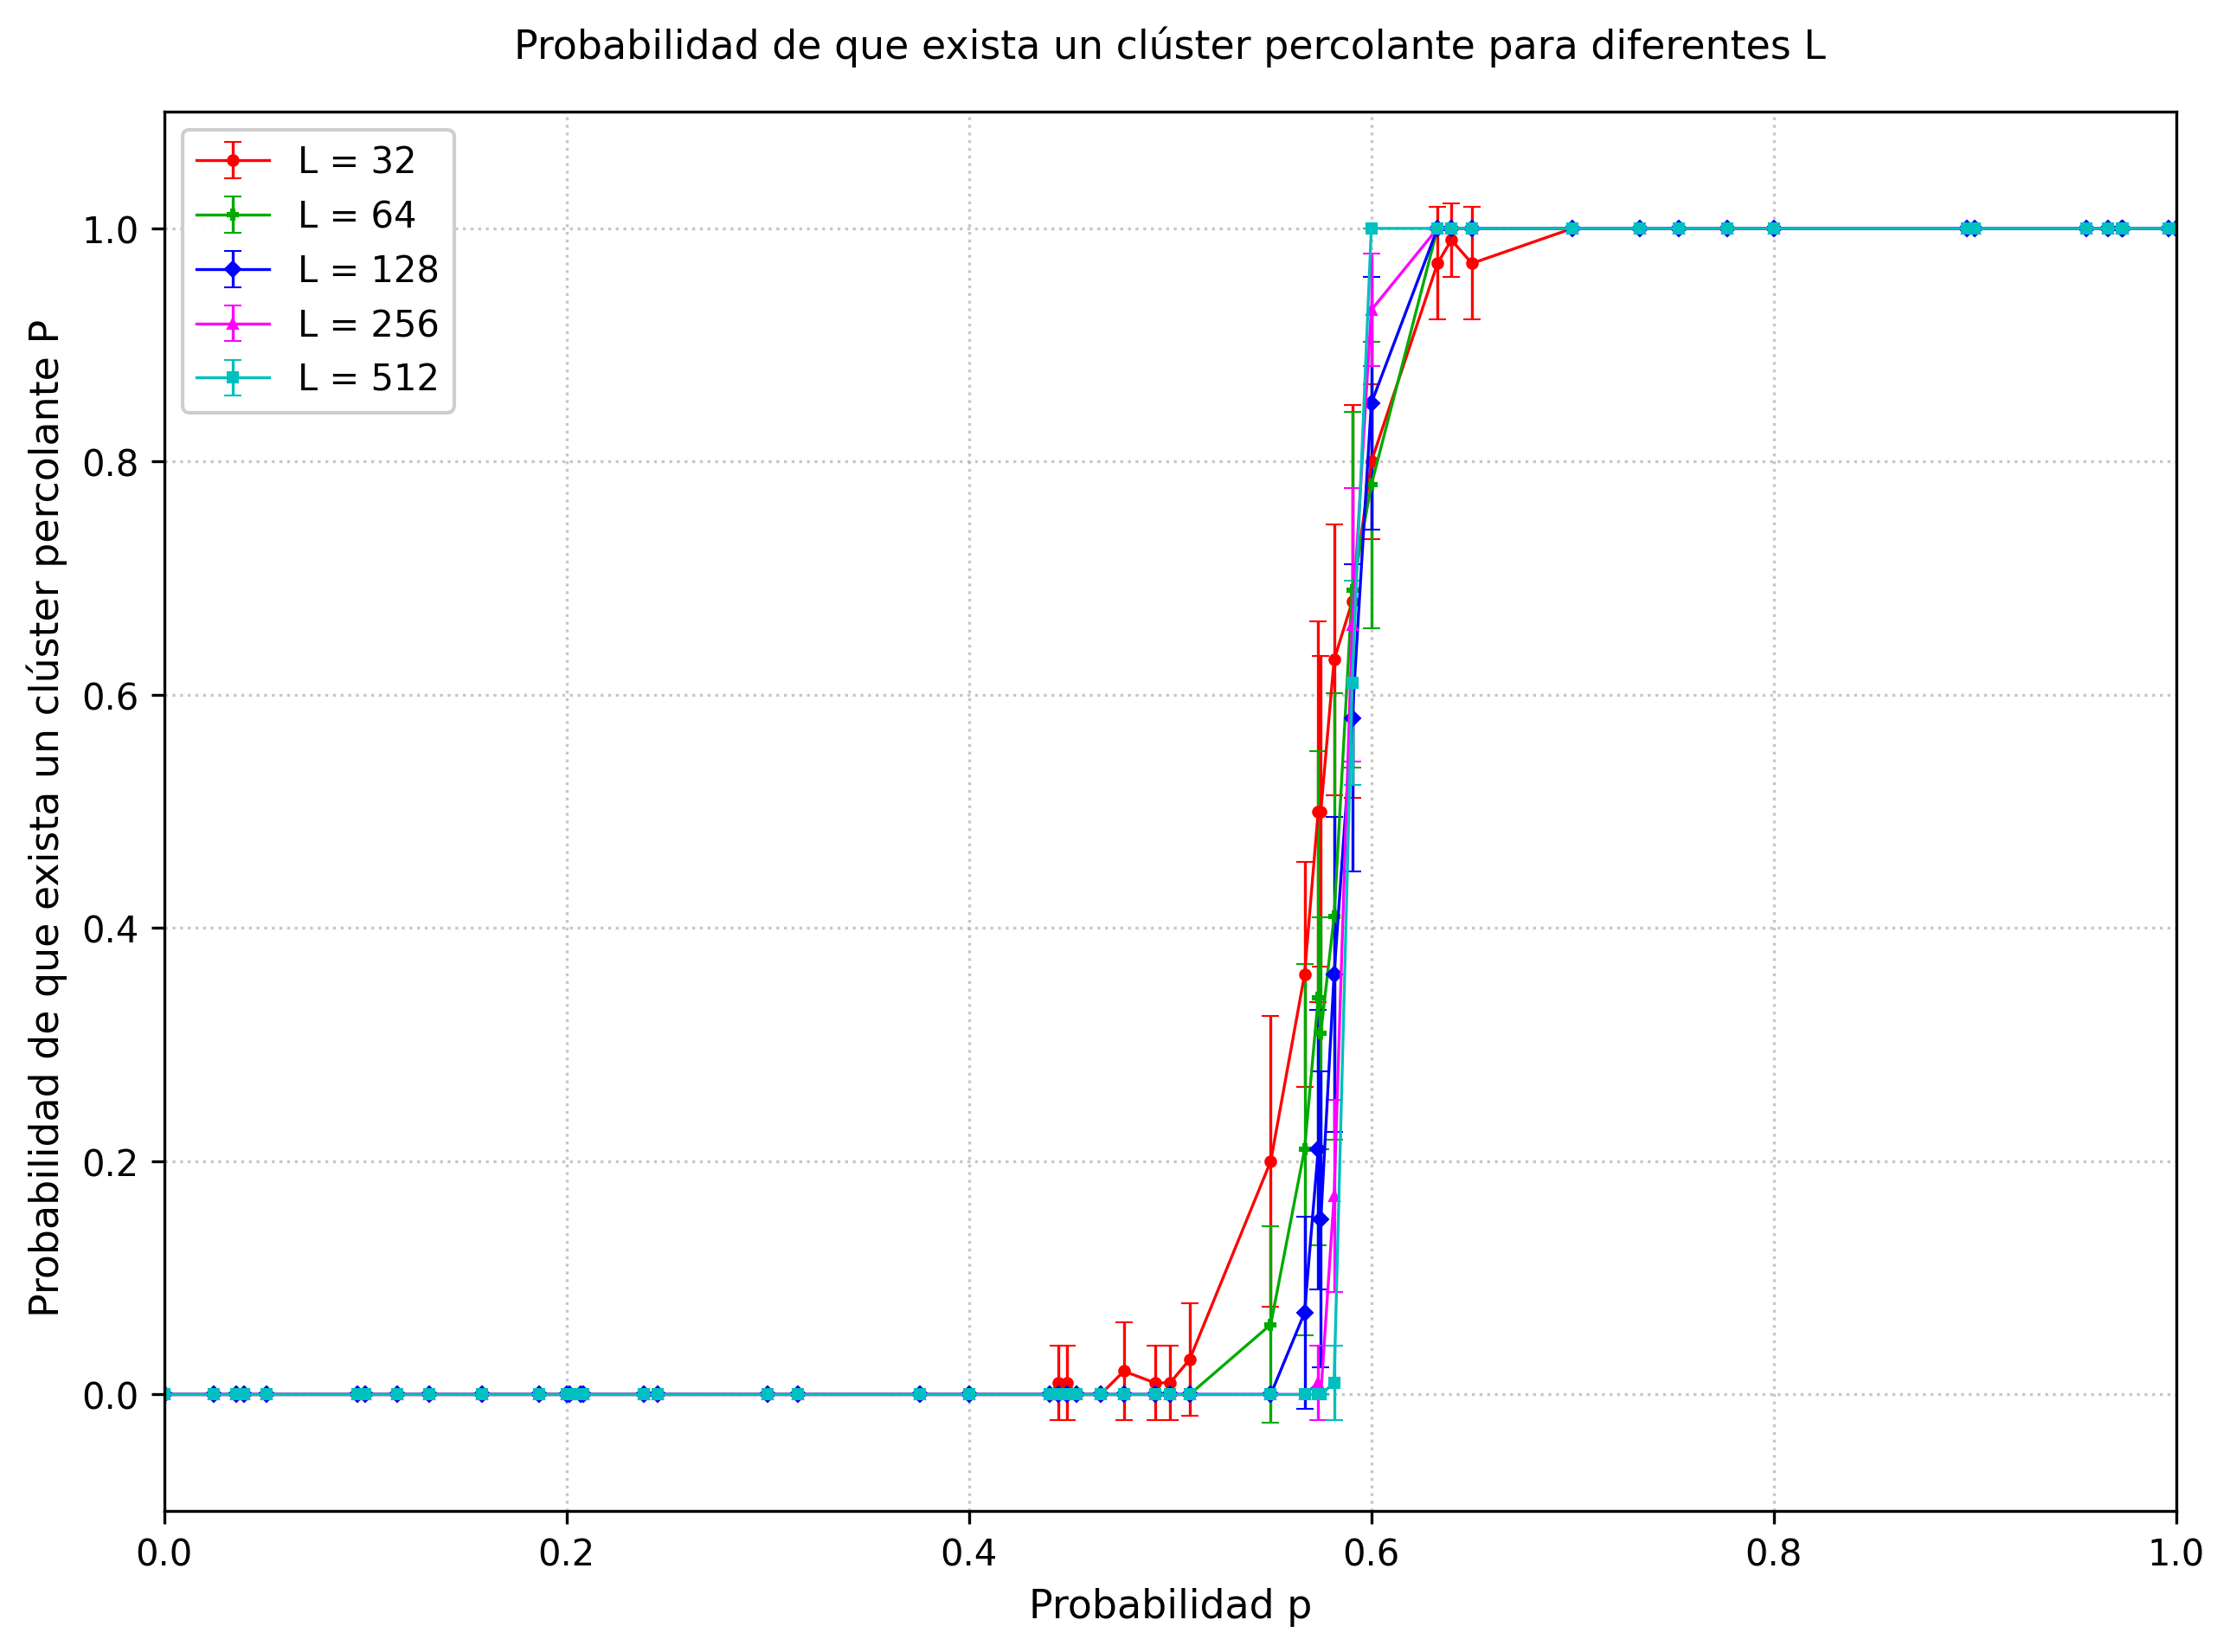 Probabilidad de que exista un clúster percolante para diferentes L
L = 32
L = 64
L = 128
L = 256
L = 512
Probabilidad de que exista un clúster percolante P
1.0
0.8
0.6
0.4
0.2
0.0
0.0 0.2 0.4 0.6 0.8 1.0
Probabilidad p